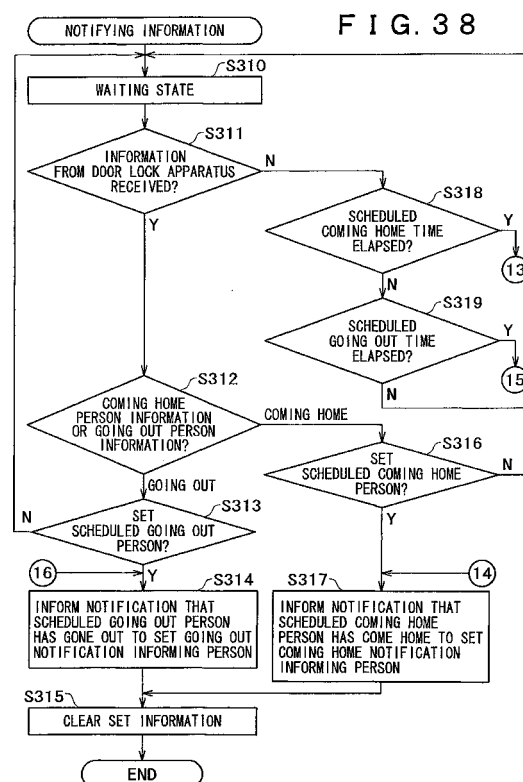 FIG. 38
NOTIFYING INFORMATION
S310
WAITING STATE
S311
INFORMATION
FROM DOOR LOCK APPARATUS
RECEIVED?
N
Y
S318
SCHEDULED
COMING HOME TIME
ELAPSED?
Y
13
N
S319
SCHEDULED
GOING OUT TIME
ELAPSED?
Y
15
N
S312
COMING HOME
PERSON INFORMATION
OR GOING OUT PERSON
INFORMATION?
COMING HOME
GOING OUT
S316
SET
SCHEDULED COMING HOME
PERSON?
N
Y
S313
SET
SCHEDULED GOING OUT
PERSON?
N
Y
16
S314
INFORM NOTIFICATION THAT
SCHEDULED GOING OUT PERSON
HAS GONE OUT TO SET GOING OUT
NOTIFICATION INFORMING PERSON
14
S317
INFORM NOTIFICATION THAT
SCHEDULED COMING HOME
PERSON HAS COME HOME TO SET
COMING HOME NOTIFICATION
INFORMING PERSON
S315
CLEAR SET INFORMATION
END